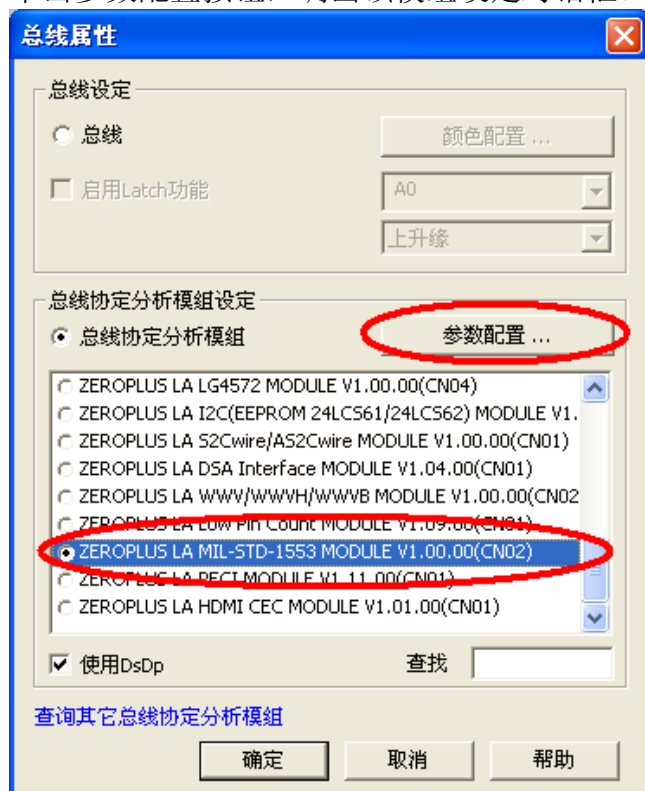 总线属性
总线设定
总线
颜色配置 ...
启用Latch功能
A0
上升缘
总线协定分析模组设定
总线协定分析模组
参数配置 ...
ZEROPLUS LA LG4572 MODULE V1.00.00(CN04)
ZEROPLUS LA I2C(EEPROM 24LCS61/24LCS62) MODULE V1.
ZEROPLUS LA S2Cwire/AS2Cwire MODULE V1.00.00(CN01)
ZEROPLUS LA DSA Interface MODULE V1.04.00(CN01)
ZEROPLUS LA WWV/WWVH/WWVB MODULE V1.00.00(CN02
ZEROPLUS LA Low Pin Count MODULE V1.09.00(CN01)
ZEROPLUS LA MIL-STD-1553 MODULE V1.00.00(CN02)
ZEROPLUS LA PECI MODULE V1.11.00(CN01)
ZEROPLUS LA HDMI CEC MODULE V1.01.00(CN01)
使用DsDp
查找
查询其它总线协定分析模组
确定
取消
帮助